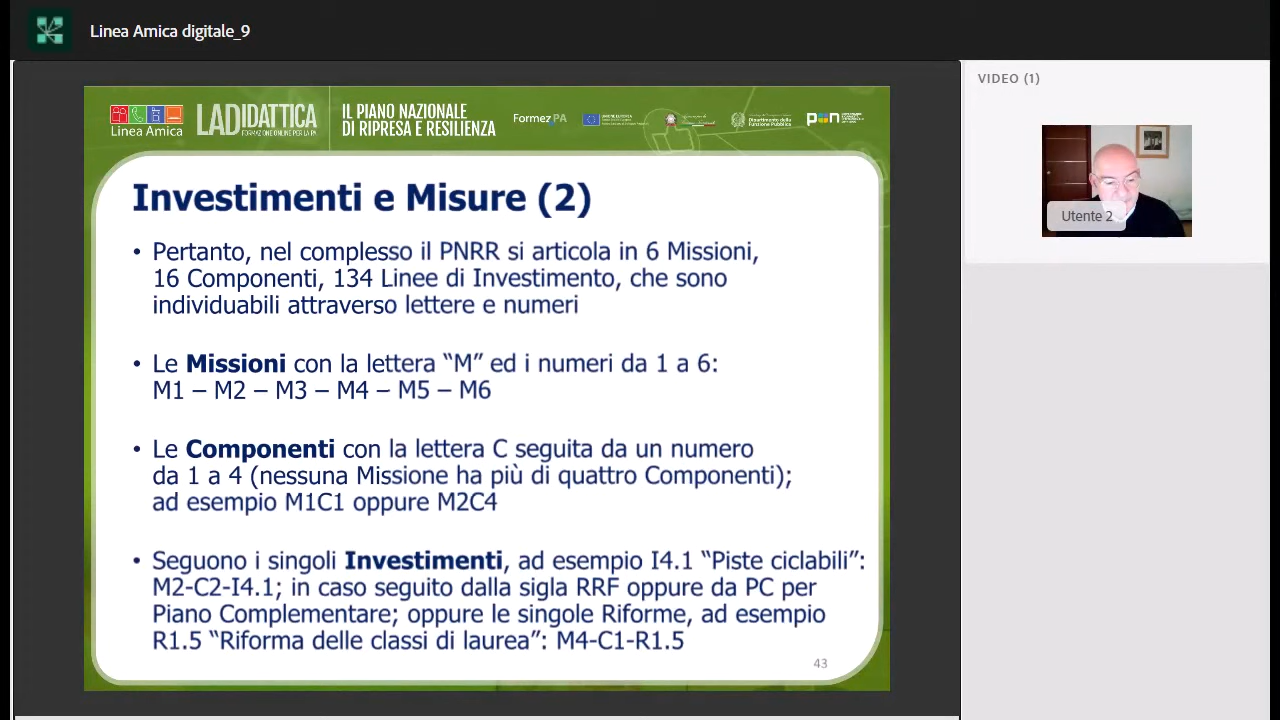 Linea Amica digitale_9
VIDEO (1)
Utente 2
Linea Amica
LADIDATTICA
FORMAZIONE ONLINE PER LA PA
IL PIANO NAZIONALE
DI RIPRESA E RESILIENZA
FormezPA
Dipartimento della
Funzione Pubblica
pon
Investimenti e Misure (2)
• Pertanto, nel complesso il PNRR si articola in 6 Missioni,
16 Componenti, 134 Linee di Investimento, che sono
individuabili attraverso lettere e numeri
• Le Missioni con la lettera “M” ed i numeri da 1 a 6:
M1 – M2 – M3 – M4 – M5 – M6
• Le Componenti con la lettera C seguita da un numero
da 1 a 4 (nessuna Missione ha più di quattro Componenti);
ad esempio M1C1 oppure M2C4
• Seguono i singoli Investimenti, ad esempio I4.1 “Piste ciclabili”:
M2-C2-I4.1; in caso seguito dalla sigla RRF oppure da PC per
Piano Complementare; oppure le singole Riforme, ad esempio
R1.5 “Riforma delle classi di laurea”: M4-C1-R1.5
43